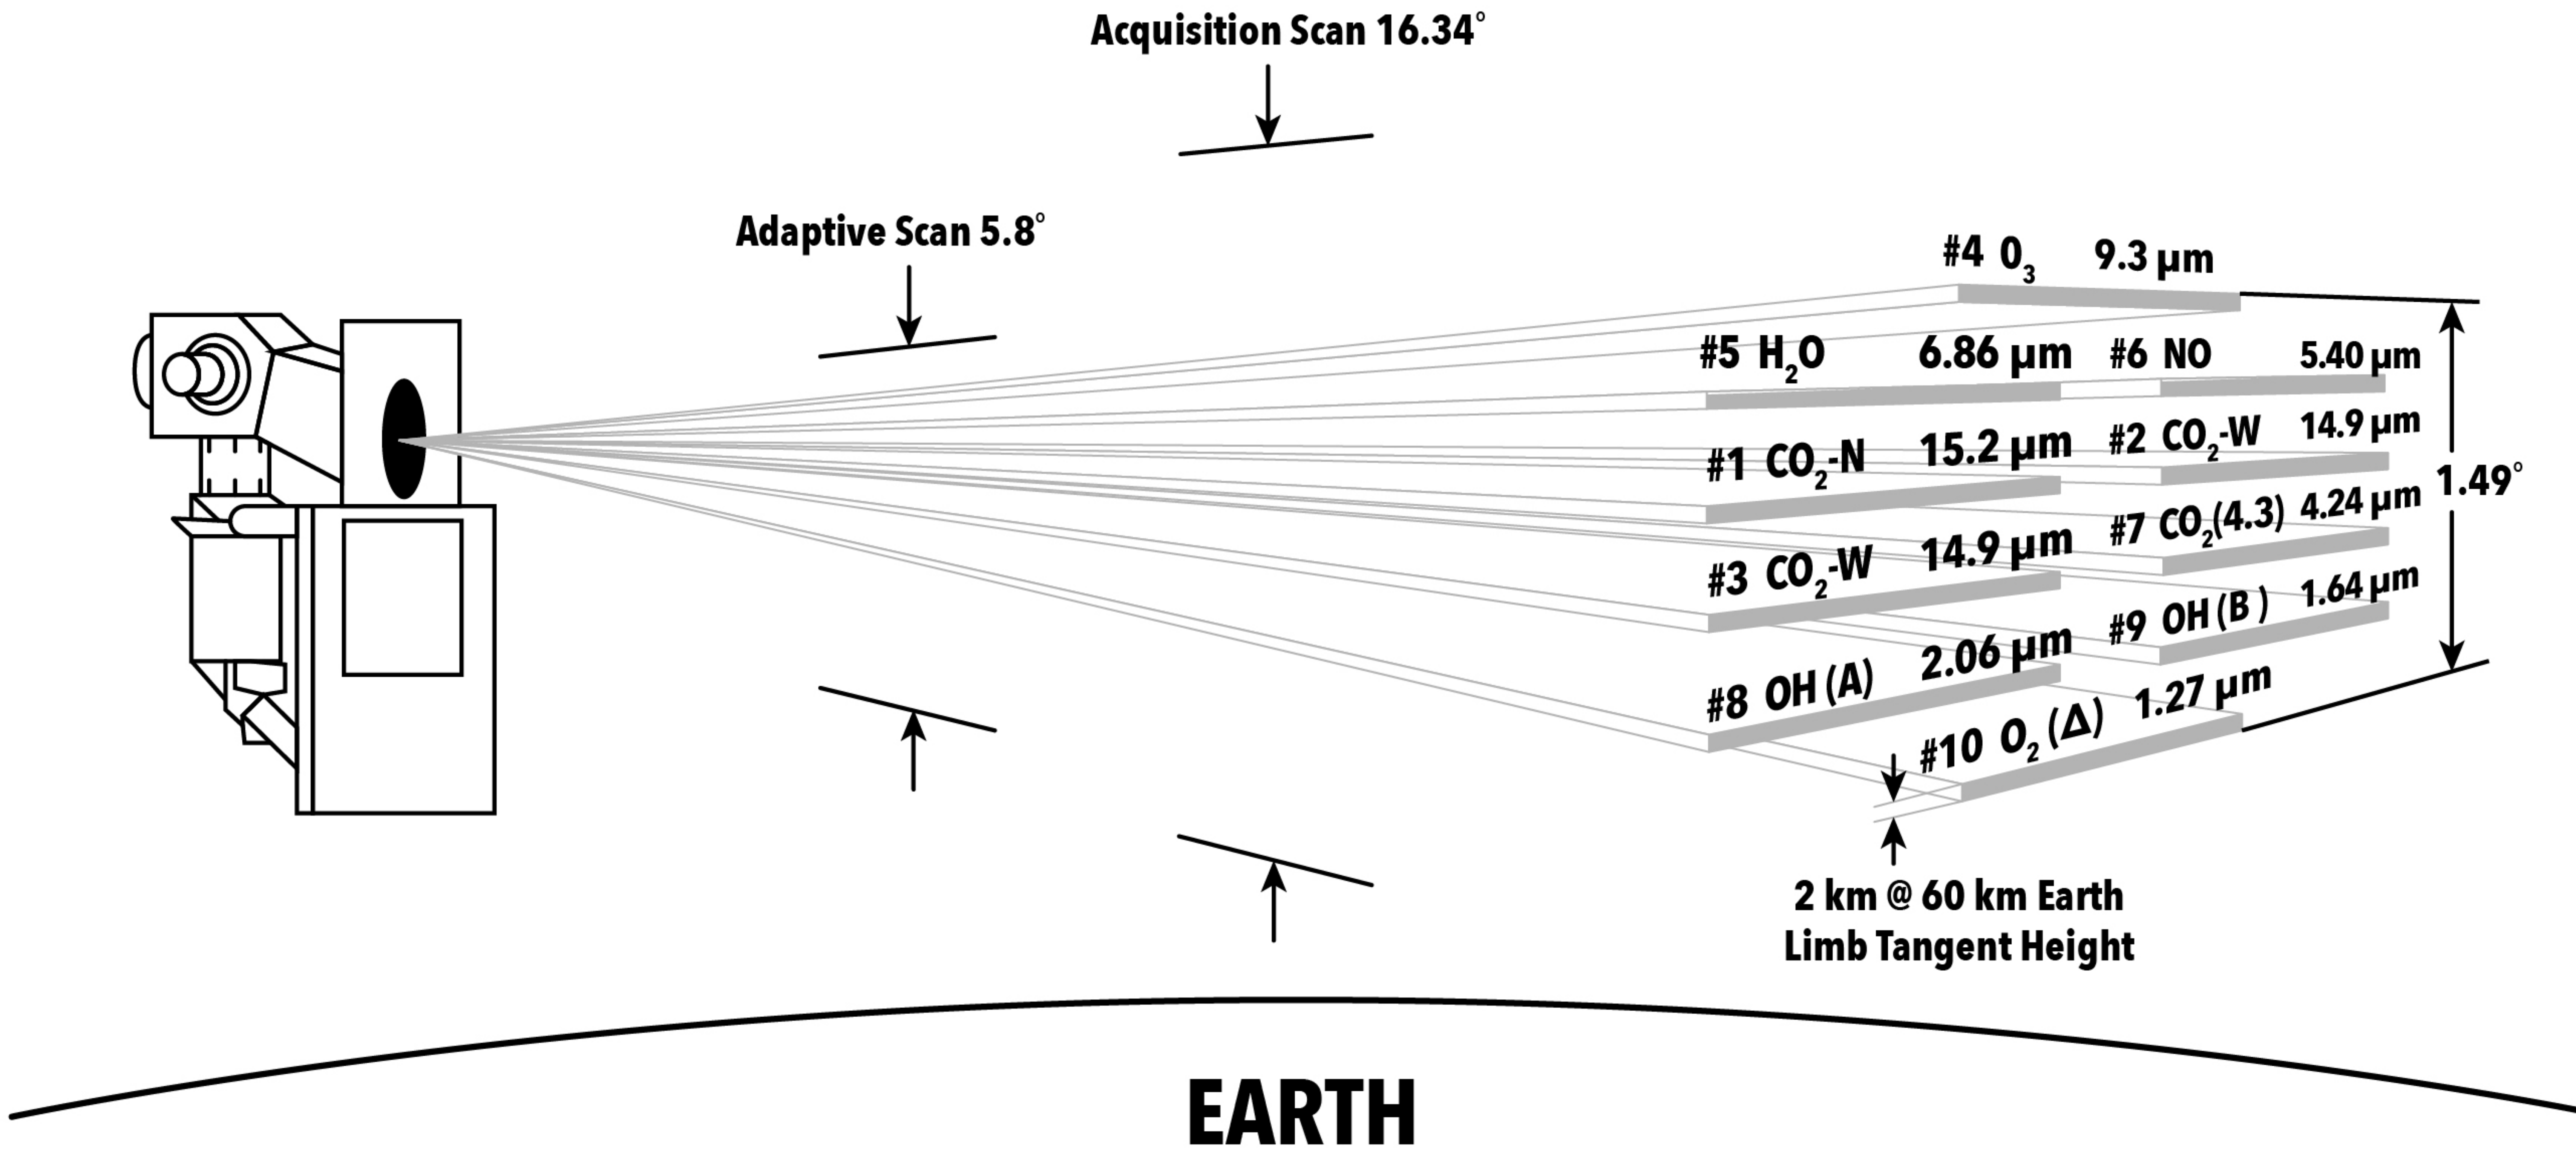 Acquisition Scan 16.34°
Adaptive Scan 5.8°
#4 O₃ 9.3 µm
#5 H₂O 6.86 µm
#6 NO 5.40 µm
#1 CO₂-N 15.2 µm
#2 CO₂-W 14.9 µm
1.49°
#3 CO₂-W 14.9 µm
#7 CO₂(4.3) 4.24 µm
#8 OH (A) 2.06 µm
#9 OH (B ) 1.64 µm
#10 O₂ (Δ) 1.27 µm
2 km @ 60 km Earth
Limb Tangent Height
EARTH